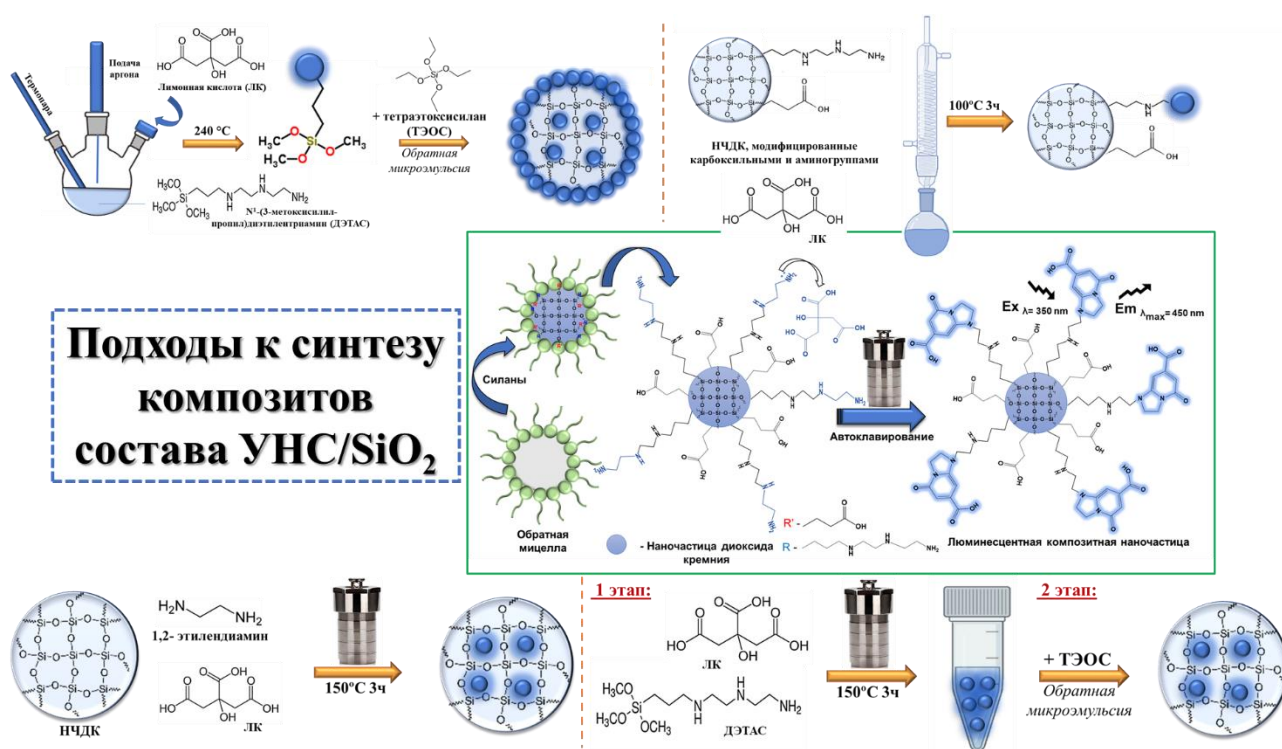 Термопара
Подача
аргона
Лимонная кислота (ЛК)
240 °C
N¹-(3-метоксисилил-
пропил)диэтилентриамин (ДЭТАС)
+ тетраэтоксисилан
(ТЭОС)
Обратная
микроэмульсия
НЧДК, модифицированные
карбоксильными и аминогруппами
ЛК
100°C 3ч
Подходы к синтезу
композитов
состава УНС/SiO₂
Силаны
Обратная
мицелла
Автоклавирование
Ex λ= 350 nm
Em λmax= 450 nm
R' -
R -
- Наночастица диоксида
кремния
Люминесцентная композитная наночастица
НЧДК
1,2- этилендиамин
ЛК
150°C 3ч
1 этап:
ЛК
ДЭТАС
150°C 3ч
2 этап:
+ ТЭОС
Обратная
микроэмульсия